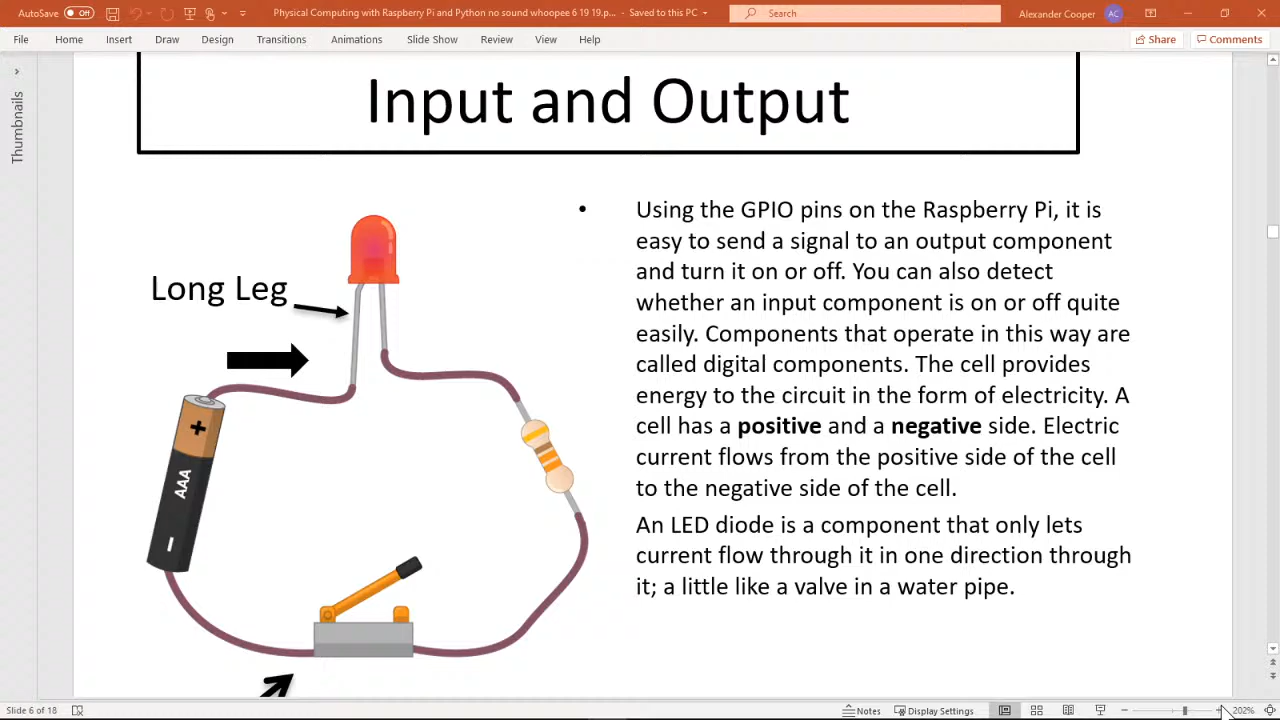 AutoSave Off Physical Computing with Raspberry Pi and Python no sound whoopee 6 19 19.p... - Saved to this PC Search Alexander Cooper AC
File Home Insert Draw Design Transitions Animations Slide Show Review View Help Share Comments
Thumbnails
Input and Output
Long Leg
+
AAA
-
• Using the GPIO pins on the Raspberry Pi, it is
easy to send a signal to an output component
and turn it on or off. You can also detect
whether an input component is on or off quite
easily. Components that operate in this way are
called digital components. The cell provides
energy to the circuit in the form of electricity. A
cell has a positive and a negative side. Electric
current flows from the positive side of the cell
to the negative side of the cell.
An LED diode is a component that only lets
current flow through it in one direction through
it; a little like a valve in a water pipe.
Slide 6 of 18 Notes Display Settings 202%